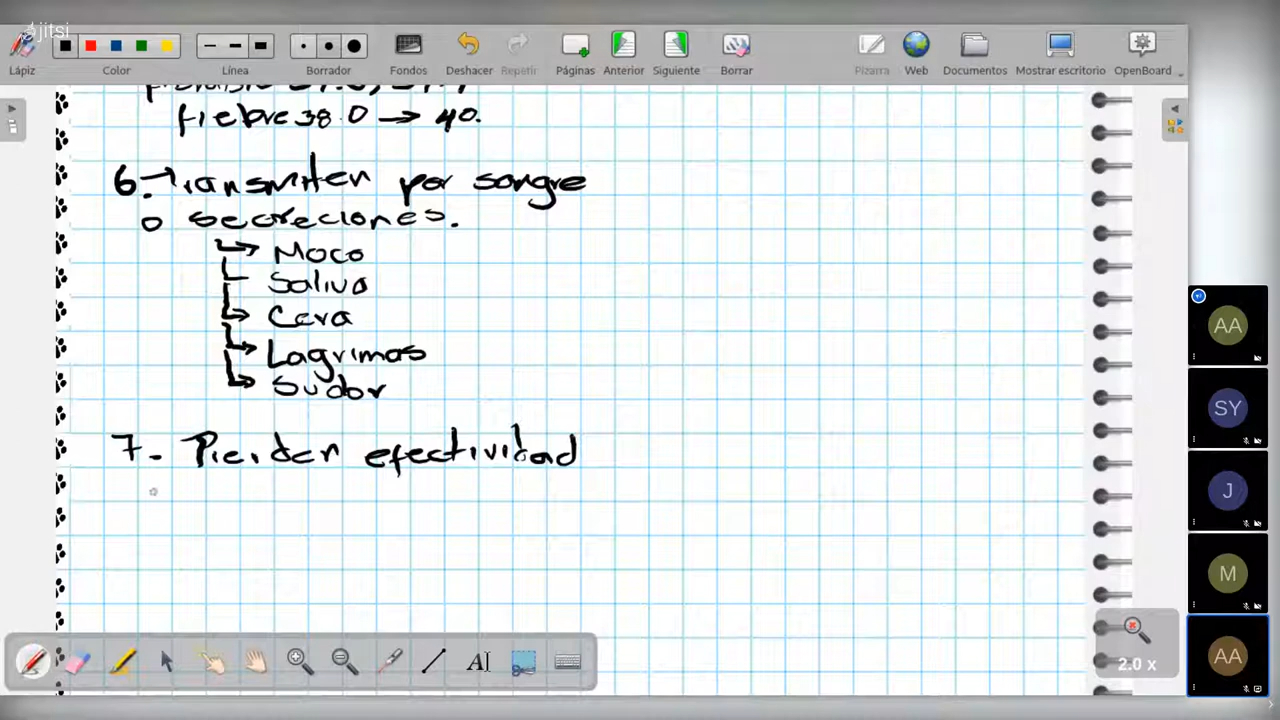 jitsi
Lápiz Color Línea Borrador Fondos Deshacer Repetir Páginas Anterior Siguiente Borrar Pizarra Web Documentos Mostrar escritorio OpenBoard
fiebre 38.0 → 40.
6.- Transmiten por sangre
o secreciones.
Moco
Saliva
Cera
Lagrimas
Sudor
7.- Pierden efectividad
AA
SY
J
M
AA
2.0 x